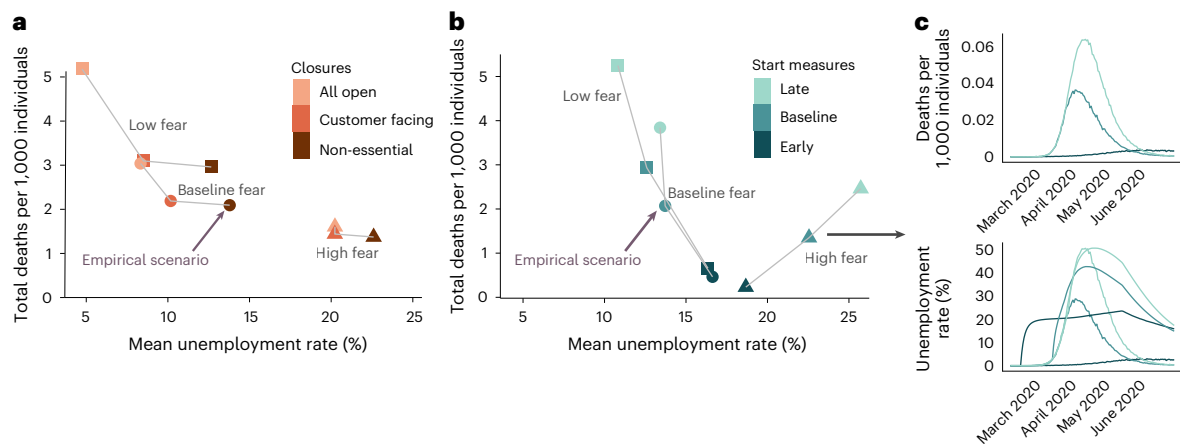 a
Total deaths per 1,000 individuals
5
4
3
2
1
0
5
10
15
20
25
Mean unemployment rate (%)
Closures
All open
Customer facing
Non-essential
Low fear
Baseline fear
High fear
Empirical scenario
b
Total deaths per 1,000 individuals
5
4
3
2
1
0
5
10
15
20
25
Mean unemployment rate (%)
Start measures
Late
Baseline
Early
Low fear
Baseline fear
High fear
Empirical scenario
c
Deaths per
1,000 individuals
0.06
0.04
0.02
0
March 2020
April 2020
May 2020
June 2020
Unemployment
rate (%)
50
40
30
20
10
0
March 2020
April 2020
May 2020
June 2020